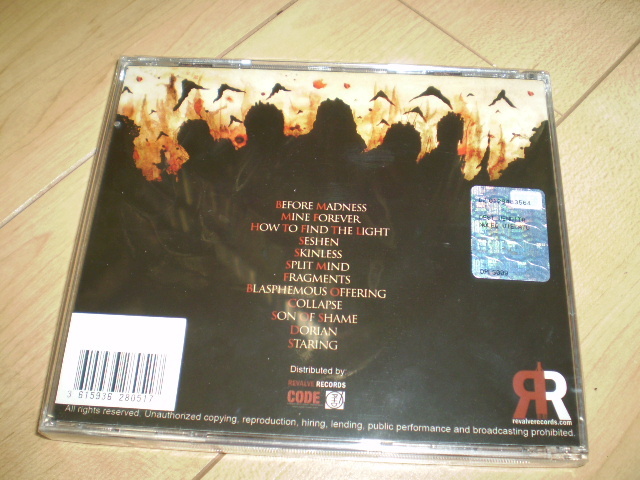 BEFORE MADNESS
MINE FOREVER
HOW TO FIND THE LIGHT
SESHEN
SKINLESS
SPLIT MIND
FRAGMENTS
BLASPHEMOUS OFFERING
COLLAPSE
SON OF SHAME
DORIAN
STARING
Distributed by
REVALVE RECORDS
CODE 7
3 615936 280517
RR
revalverecords.com
All rights reserved. Unauthorized copying, reproduction, hiring, lending, public performance and broadcasting prohibited.